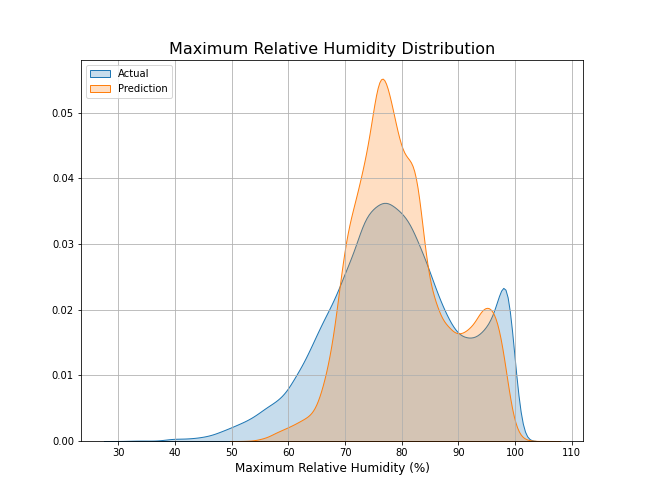 Maximum Relative Humidity Distribution
Actual
Prediction
0.05
0.04
0.03
0.02
0.01
0.00
30 40 50 60 70 80 90 100 110
Maximum Relative Humidity (%)